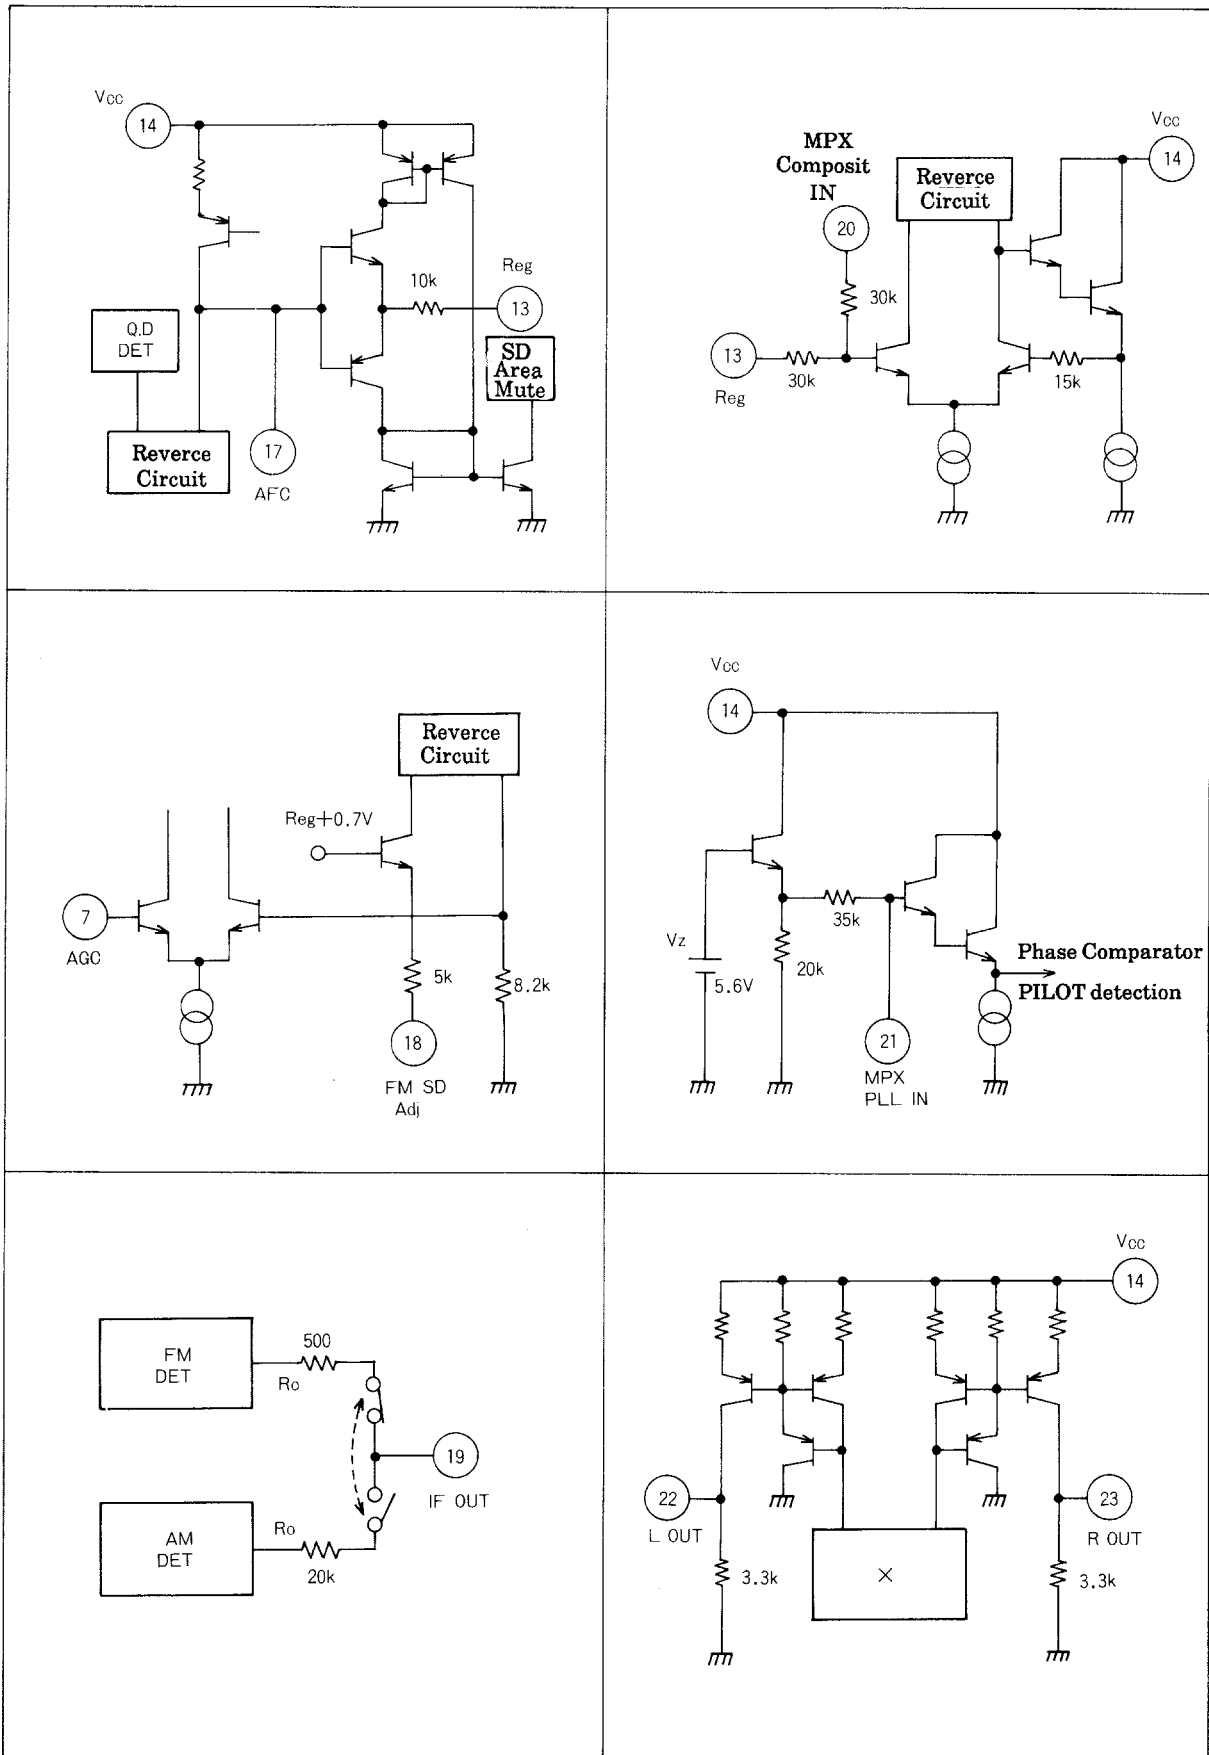 Vcc
14
10k
Reg
13
Q.D
DET
SD
Area
Mute
Reverce
Circuit
17
AFC
MPX
Composit
IN
20
Reverce
Circuit
Vcc
14
30k
13
Reg
30k
15k
Reverce
Circuit
Reg+0.7V
7
AGC
5k
8.2k
18
FM SD
Adj
Vcc
14
35k
Vz
5.6V
20k
Phase Comparator
PILOT detection
21
MPX
PLL IN
FM
DET
500
Ro
19
IF OUT
AM
DET
Ro
20k
Vcc
14
22
L OUT
23
R OUT
3.3k
×
3.3k